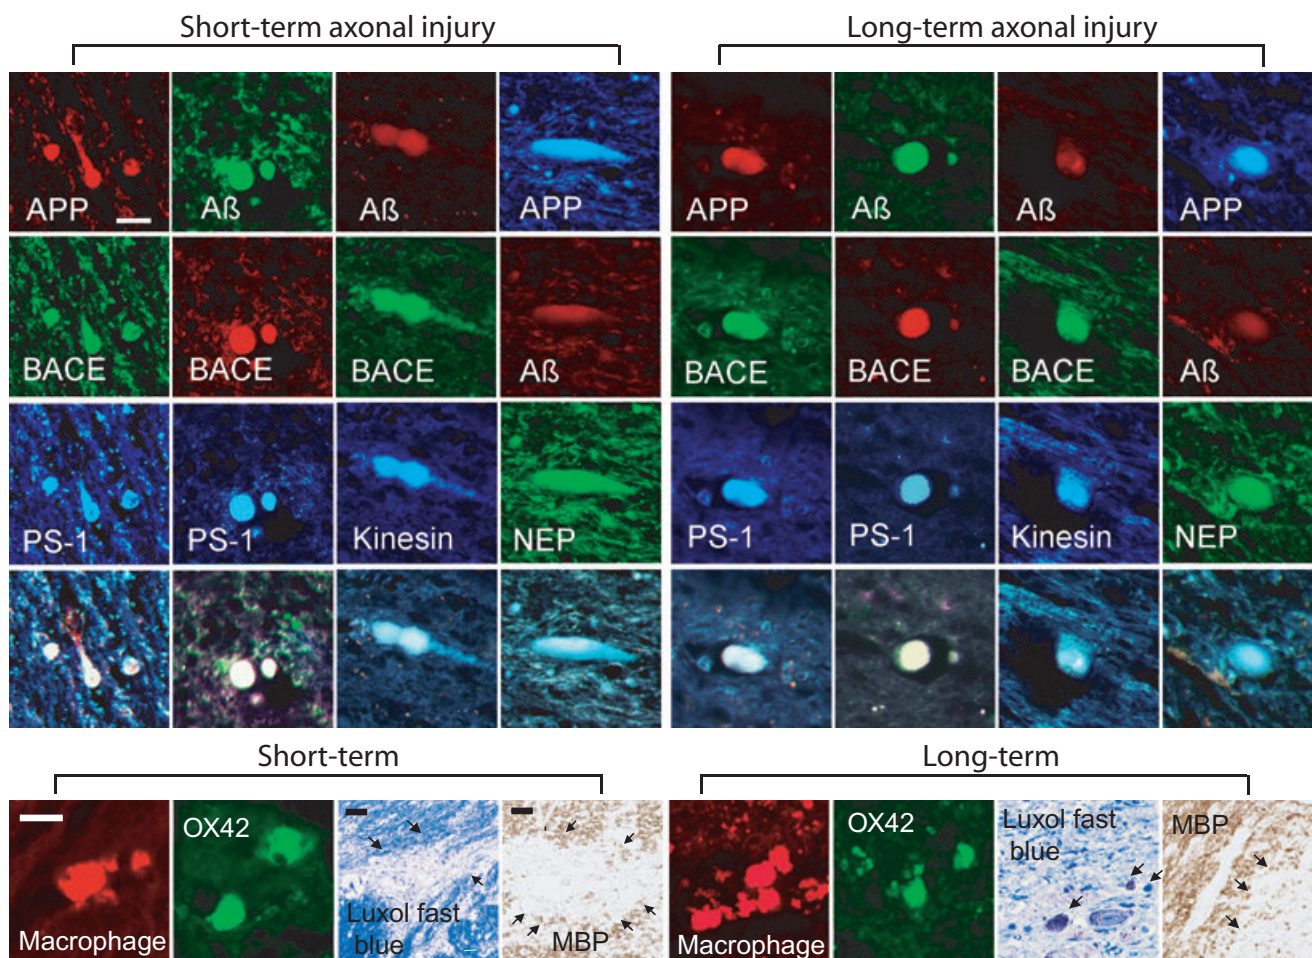 Short-term axonal injury Long-term axonal injury
APP Aß Aß APP APP Aß Aß APP
BACE BACE BACE Aß BACE BACE BACE Aß
PS-1 PS-1 Kinesin NEP PS-1 PS-1 Kinesin NEP
Short-term Long-term
Macrophage
OX42
Luxol fast
blue
MBP
Macrophage
OX42
Luxol fast
blue
MBP